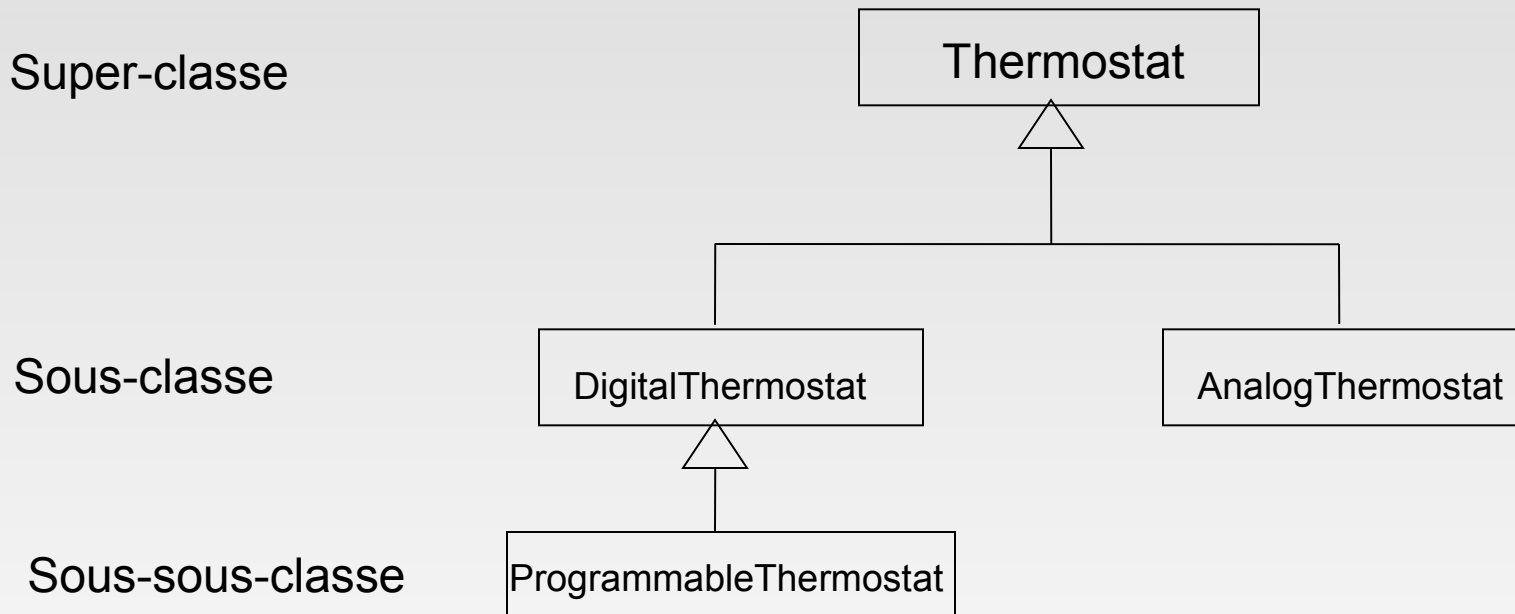 Super-classe
Thermostat
Sous-classe
DigitalThermostat
AnalogThermostat
Sous-sous-classe
ProgrammableThermostat